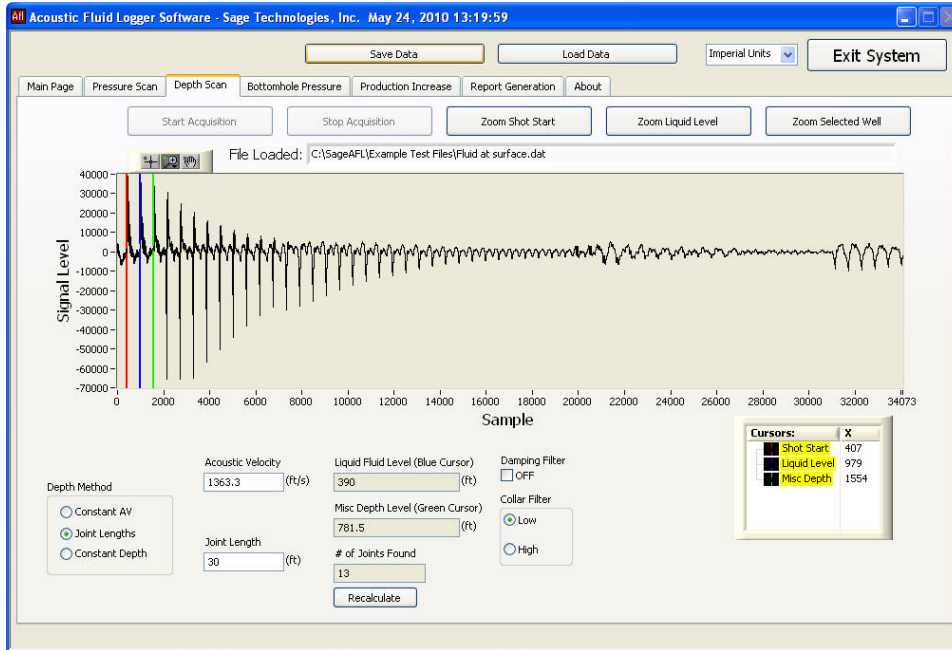 Afl Acoustic Fluid Logger Software - Sage Technologies, Inc. May 24, 2010 13:19:59
Save Data Load Data Imperial Units Exit System
Main Page Pressure Scan Depth Scan Bottomhole Pressure Production Increase Report Generation About
Start Acquisition Stop Acquisition Zoom Shot Start Zoom Liquid Level Zoom Selected Well
File Loaded: C:\SageAFL\Example Test Files\Fluid at surface.dat
40000
30000
20000
10000
0
-10000
-20000
-30000
-40000
-50000
-60000
-70000
Signal Level
0 2000 4000 6000 8000 10000 12000 14000 16000 18000 20000 22000 24000 26000 28000 30000 32000 34073
Sample
Cursors: X
Shot Start 407
Liquid Level 979
Misc Depth 1554
Depth Method
Constant AV
Joint Lengths
Constant Depth
Acoustic Velocity
1363.3 (ft/s)
Joint Length
30 (ft)
Liquid Fluid Level (Blue Cursor)
390 (ft)
Misc Depth Level (Green Cursor)
781.5 (ft)
# of Joints Found
13
Recalculate
Damping Filter
OFF
Collar Filter
Low
High